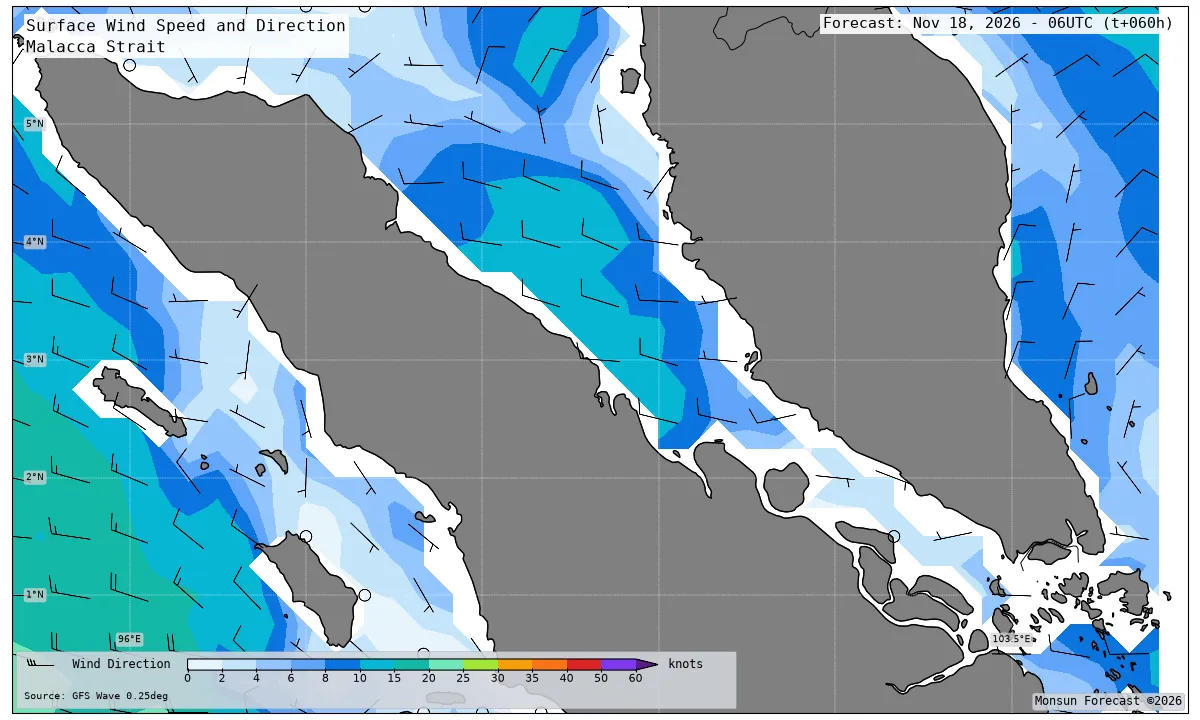 Surface Wind Speed and Direction
Malacca Strait
Forecast: Nov 18, 2026 - 06UTC (t+060h)
5°N
4°N
3°N
2°N
1°N
96°E
103.5°E
Wind Direction
0 2 4 6 8 10 15 20 25 30 35 40 50 60
knots
Source: GFS Wave 0.25deg
Monsun Forecast ©2026